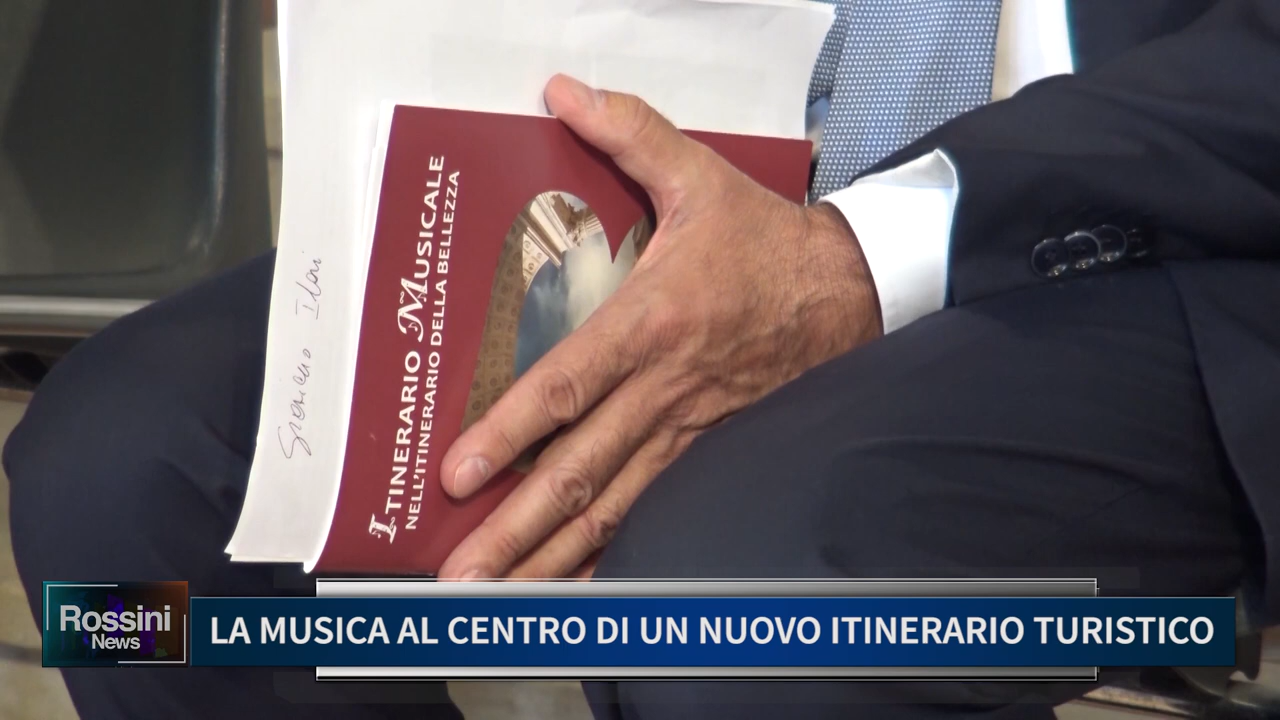 ITINERARIO MUSICALE
NELL'ITINERARIO DELLA BELLEZZA
Rossini
News
LA MUSICA AL CENTRO DI UN NUOVO ITINERARIO TURISTICO